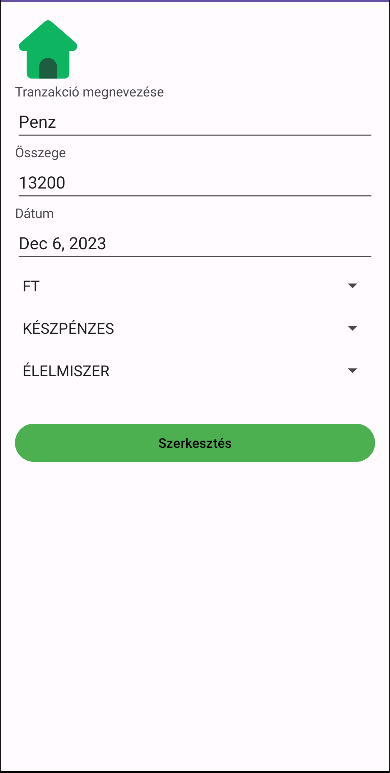 Tranzakció megnevezése
Penz
Összege
13200
Dátum
Dec 6, 2023
FT
KÉSZPÉNZES
ÉLELMISZER
Szerkesztés